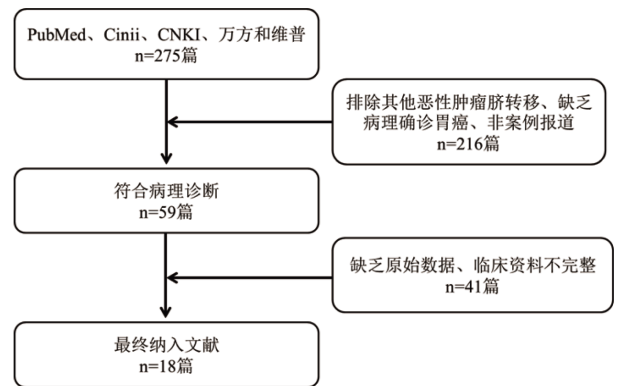 PubMed、Cinii、CNKI、万方和维普
n=275篇
排除其他恶性肿瘤脐转移、缺乏
病理确诊胃癌、非案例报道
n=216篇
符合病理诊断
n=59篇
缺乏原始数据、临床资料不完整
n=41篇
最终纳入文献
n=18篇